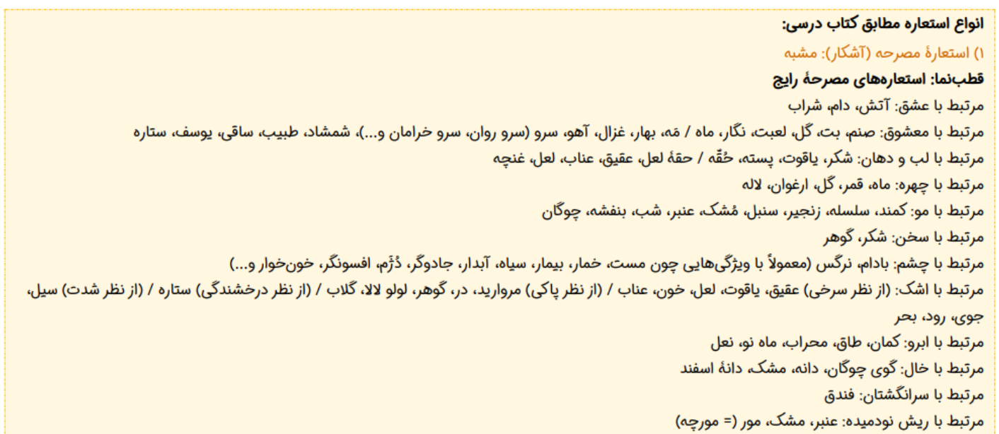 انواع استعاره مطابق کتاب درسی:
۱) استعارهٔ مصرحه (آشکار): مشبه
قطب‌نما: استعاره‌های مصرحهٔ رایج
مرتبط با عشق: آتش، دام، شراب
مرتبط با معشوق: صنم، بت، گل، لعبت، نگار، ماه / مَه، بهار، غزال، آهو، سرو (سرو روان، سرو خرامان و...)، شمشاد، طبیب، ساقی، یوسف، ستاره
مرتبط با لب و دهان: شکر، یاقوت، پسته، حُقّه / حقهٔ لعل، عقیق، عناب، لعل، غنچه
مرتبط با چهره: ماه، قمر، گل، ارغوان، لاله
مرتبط با مو: کمند، سلسله، زنجیر، سنبل، مُشک، عنبر، شب، بنفشه، چوگان
مرتبط با سخن: شکر، گوهر
مرتبط با چشم: بادام، نرگس (معمولاً با ویژگی‌هایی چون مست، خمار، بیمار، سیاه، آبدار، جادوگر، دُژَم، افسونگر، خون‌خوار و...)
مرتبط با اشک: (از نظر سرخی) عقیق، یاقوت، لعل، خون، عناب / (از نظر پاکی) مروارید، در، گوهر، لولو لالا، گلاب / (از نظر درخشندگی) ستاره / (از نظر شدت) سیل،
جوی، رود، بحر
مرتبط با ابرو: کمان، طاق، محراب، ماه نو، نعل
مرتبط با خال: گوی چوگان، دانه، مشک، دانهٔ اسفند
مرتبط با سرانگشتان: فندق
مرتبط با ریش نودمیده: عنبر، مشک، مور (= مورچه)